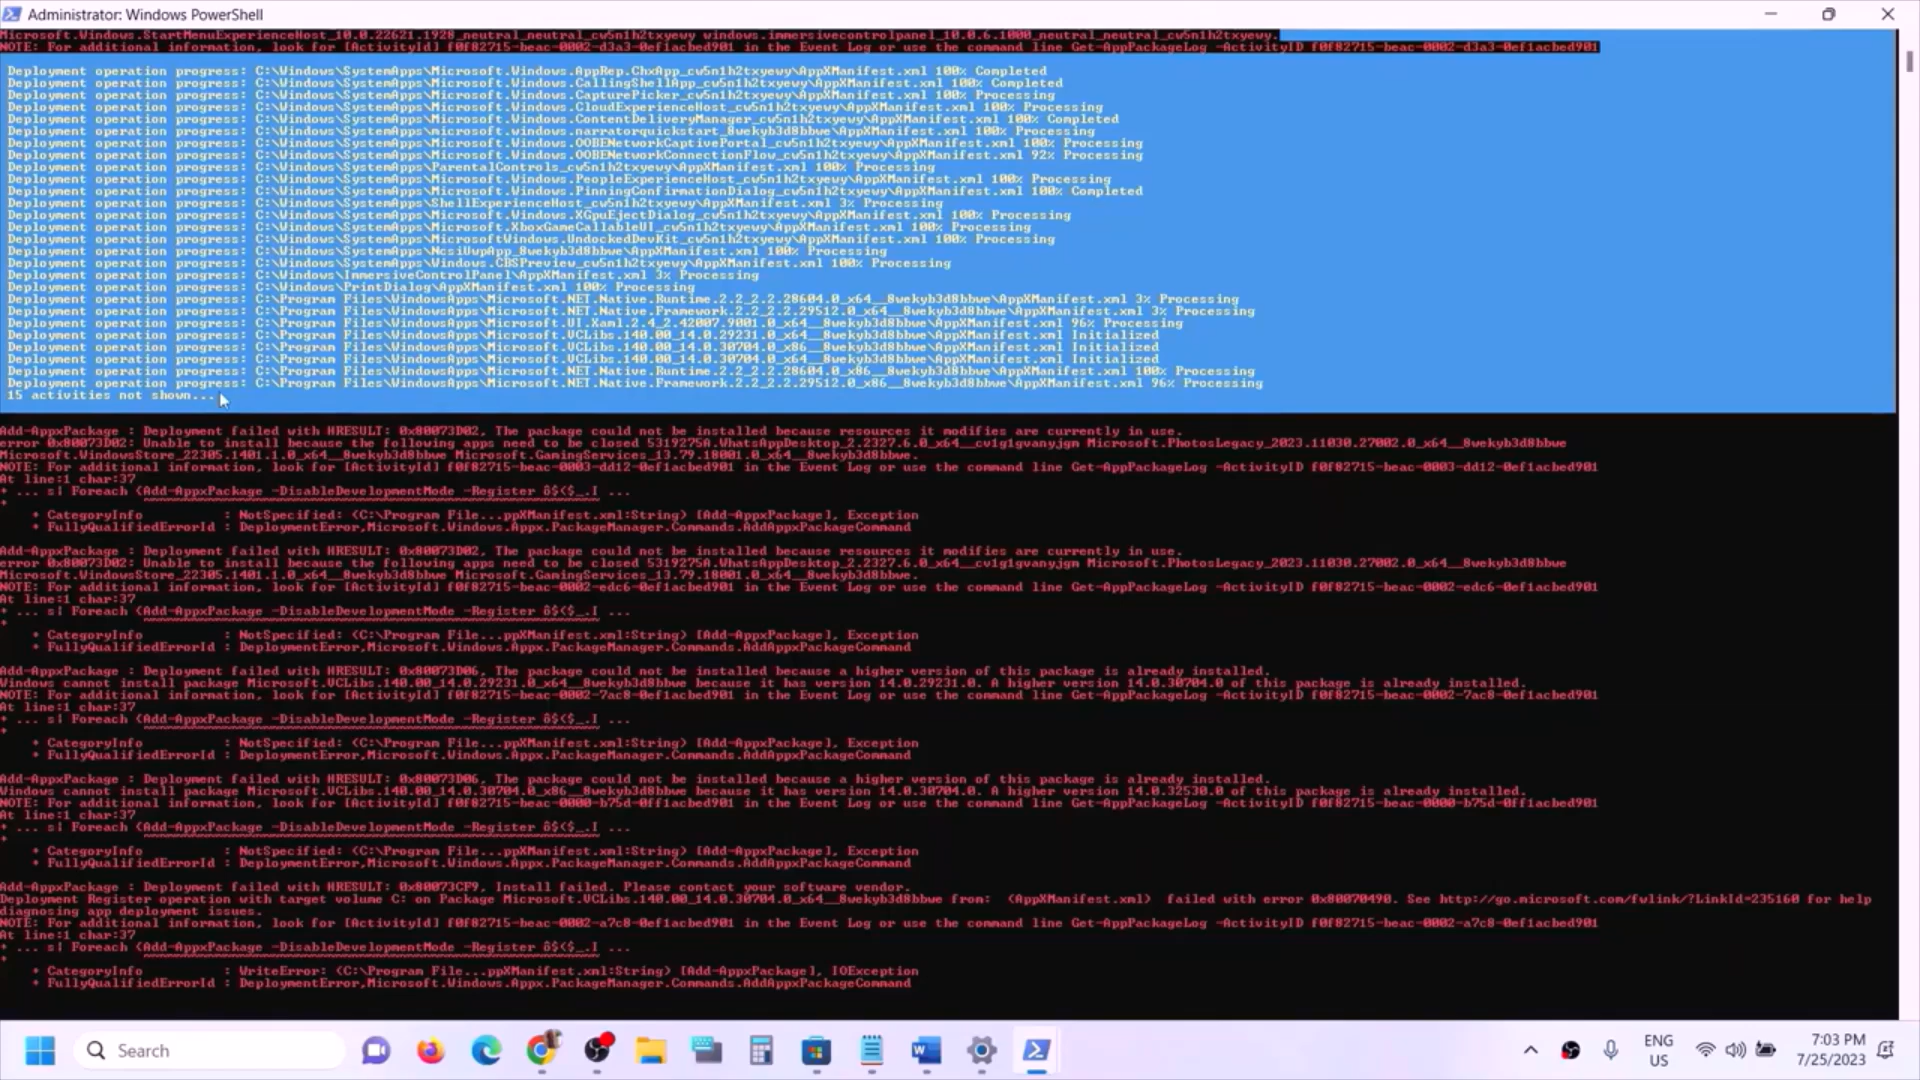 Administrator: Windows PowerShell
Microsoft.Windows.StartMenuExperienceHost_10.0.22621.1928_neutral_neutral_cw5n1h2txyewy windows.immersivecontrolpanel_10.0.6.1000_neutral_neutral_cw5n1h2txyewy.
NOTE: For additional information, look for [ActivityId] f0f82715-beac-0002-d3a3-0ef1acbed901 in the Event Log or use the command line Get-AppPackageLog -ActivityID f0f82715-beac-0002-d3a3-0ef1acbed901
Deployment operation progress: C:\Windows\SystemApps\Microsoft.Windows.AppRep.ChxApp_cw5n1h2txyewy\AppXManifest.xml 100% Completed
Deployment operation progress: C:\Windows\SystemApps\Microsoft.Windows.CallingShellApp_cw5n1h2txyewy\AppXManifest.xml 100% Completed
Deployment operation progress: C:\Windows\SystemApps\Microsoft.Windows.CapturePicker_cw5n1h2txyewy\AppXManifest.xml 100% Processing
Deployment operation progress: C:\Windows\SystemApps\Microsoft.Windows.CloudExperienceHost_cw5n1h2txyewy\AppXManifest.xml 100% Processing
Deployment operation progress: C:\Windows\SystemApps\Microsoft.Windows.ContentDeliveryManager_cw5n1h2txyewy\AppXManifest.xml 100% Completed
Deployment operation progress: C:\Windows\SystemApps\Microsoft.windows.narratorquickstart_8wekyb3d8bbwe\AppXManifest.xml 100% Processing
Deployment operation progress: C:\Windows\SystemApps\Microsoft.Windows.OOBENetworkCaptivePortal_cw5n1h2txyewy\AppXManifest.xml 100% Processing
Deployment operation progress: C:\Windows\SystemApps\Microsoft.Windows.OOBENetworkConnectionFlow_cw5n1h2txyewy\AppXManifest.xml 92% Processing
Deployment operation progress: C:\Windows\SystemApps\ParentalControls_cw5n1h2txyewy\AppXManifest.xml 100% Processing
Deployment operation progress: C:\Windows\SystemApps\Microsoft.Windows.PeopleExperienceHost_cw5n1h2txyewy\AppXManifest.xml 100% Processing
Deployment operation progress: C:\Windows\SystemApps\Microsoft.Windows.PinningConfirmationDialog_cw5n1h2txyewy\AppXManifest.xml 100% Completed
Deployment operation progress: C:\Windows\SystemApps\ShellExperienceHost_cw5n1h2txyewy\AppXManifest.xml 3% Processing
Deployment operation progress: C:\Windows\SystemApps\Microsoft.Windows.XGpuEjectDialog_cw5n1h2txyewy\AppXManifest.xml 100% Processing
Deployment operation progress: C:\Windows\SystemApps\Microsoft.XboxGameCallableUI_cw5n1h2txyewy\AppXManifest.xml 100% Processing
Deployment operation progress: C:\Windows\SystemApps\MicrosoftWindows.UndockedDevKit_cw5n1h2txyewy\AppXManifest.xml 100% Processing
Deployment operation progress: C:\Windows\SystemApps\NcsiUwpApp_8wekyb3d8bbwe\AppXManifest.xml 100% Processing
Deployment operation progress: C:\Windows\SystemApps\Windows.CBSPreview_cw5n1h2txyewy\AppXManifest.xml 100% Processing
Deployment operation progress: C:\Windows\ImmersiveControlPanel\AppXManifest.xml 3% Processing
Deployment operation progress: C:\Windows\PrintDialog\AppXManifest.xml 100% Processing
Deployment operation progress: C:\Program Files\WindowsApps\Microsoft.NET.Native.Runtime.2.2_2.2.28604.0_x64__8wekyb3d8bbwe\AppXManifest.xml 3% Processing
Deployment operation progress: C:\Program Files\WindowsApps\Microsoft.NET.Native.Framework.2.2_2.2.29512.0_x64__8wekyb3d8bbwe\AppXManifest.xml 3% Processing
Deployment operation progress: C:\Program Files\WindowsApps\Microsoft.UI.Xaml.2.4_2.42007.9001.0_x64__8wekyb3d8bbwe\AppXManifest.xml 96% Processing
Deployment operation progress: C:\Program Files\WindowsApps\Microsoft.VCLibs.140.00_14.0.29231.0_x64__8wekyb3d8bbwe\AppXManifest.xml Initialized
Deployment operation progress: C:\Program Files\WindowsApps\Microsoft.VCLibs.140.00_14.0.30704.0_x86__8wekyb3d8bbwe\AppXManifest.xml Initialized
Deployment operation progress: C:\Program Files\WindowsApps\Microsoft.VCLibs.140.00_14.0.30704.0_x64__8wekyb3d8bbwe\AppXManifest.xml Initialized
Deployment operation progress: C:\Program Files\WindowsApps\Microsoft.NET.Native.Runtime.2.2_2.2.28604.0_x86__8wekyb3d8bbwe\AppXManifest.xml 100% Processing
Deployment operation progress: C:\Program Files\WindowsApps\Microsoft.NET.Native.Framework.2.2_2.2.29512.0_x86__8wekyb3d8bbwe\AppXManifest.xml 96% Processing
15 activities not shown...
Add-AppxPackage : Deployment failed with HRESULT: 0x80073D02, The package could not be installed because resources it modifies are currently in use.
error 0x80073D02: Unable to install because the following apps need to be closed 5319275A.WhatsAppDesktop_2.2327.6.0_x64__cv1g1gvanyjgm Microsoft.PhotosLegacy_2023.11030.27002.0_x64__8wekyb3d8bbwe
Microsoft.WindowsStore_22305.1401.1.0_x64__8wekyb3d8bbwe Microsoft.GamingServices_13.79.18001.0_x64__8wekyb3d8bbwe.
NOTE: For additional information, look for [ActivityId] f0f82715-beac-0003-dd12-0ef1acbed901 in the Event Log or use the command line Get-AppPackageLog -ActivityID f0f82715-beac-0003-dd12-0ef1acbed901
At line:1 char:37
+ ... s| Foreach {Add-AppxPackage -DisableDevelopmentMode -Register â$($_.I ...
+
+ CategoryInfo : NotSpecified: (C:\Program File...ppXManifest.xml:String) [Add-AppxPackage], Exception
+ FullyQualifiedErrorId : DeploymentError,Microsoft.Windows.Appx.PackageManager.Commands.AddAppxPackageCommand
Add-AppxPackage : Deployment failed with HRESULT: 0x80073D02, The package could not be installed because resources it modifies are currently in use.
error 0x80073D02: Unable to install because the following apps need to be closed 5319275A.WhatsAppDesktop_2.2327.6.0_x64__cv1g1gvanyjgm Microsoft.PhotosLegacy_2023.11030.27002.0_x64__8wekyb3d8bbwe
Microsoft.WindowsStore_22305.1401.1.0_x64__8wekyb3d8bbwe Microsoft.GamingServices_13.79.18001.0_x64__8wekyb3d8bbwe.
NOTE: For additional information, look for [ActivityId] f0f82715-beac-0002-edc6-0ef1acbed901 in the Event Log or use the command line Get-AppPackageLog -ActivityID f0f82715-beac-0002-edc6-0ef1acbed901
At line:1 char:37
+ ... s| Foreach {Add-AppxPackage -DisableDevelopmentMode -Register â$($_.I ...
+
+ CategoryInfo : NotSpecified: (C:\Program File...ppXManifest.xml:String) [Add-AppxPackage], Exception
+ FullyQualifiedErrorId : DeploymentError,Microsoft.Windows.Appx.PackageManager.Commands.AddAppxPackageCommand
Add-AppxPackage : Deployment failed with HRESULT: 0x80073D06, The package could not be installed because a higher version of this package is already installed.
Windows cannot install package Microsoft.VCLibs.140.00_14.0.29231.0_x64__8wekyb3d8bbwe because it has version 14.0.29231.0. A higher version 14.0.30704.0 of this package is already installed.
NOTE: For additional information, look for [ActivityId] f0f82715-beac-0002-7ac8-0ef1acbed901 in the Event Log or use the command line Get-AppPackageLog -ActivityID f0f82715-beac-0002-7ac8-0ef1acbed901
At line:1 char:37
+ ... s| Foreach {Add-AppxPackage -DisableDevelopmentMode -Register â$($_.I ...
+
+ CategoryInfo : NotSpecified: (C:\Program File...ppXManifest.xml:String) [Add-AppxPackage], Exception
+ FullyQualifiedErrorId : DeploymentError,Microsoft.Windows.Appx.PackageManager.Commands.AddAppxPackageCommand
Add-AppxPackage : Deployment failed with HRESULT: 0x80073D06, The package could not be installed because a higher version of this package is already installed.
Windows cannot install package Microsoft.VCLibs.140.00_14.0.30704.0_x86__8wekyb3d8bbwe because it has version 14.0.30704.0. A higher version 14.0.32530.0 of this package is already installed.
NOTE: For additional information, look for [ActivityId] f0f82715-beac-0000-b75d-0ff1acbed901 in the Event Log or use the command line Get-AppPackageLog -ActivityID f0f82715-beac-0000-b75d-0ff1acbed901
At line:1 char:37
+ ... s| Foreach {Add-AppxPackage -DisableDevelopmentMode -Register â$($_.I ...
+
+ CategoryInfo : NotSpecified: (C:\Program File...ppXManifest.xml:String) [Add-AppxPackage], Exception
+ FullyQualifiedErrorId : DeploymentError,Microsoft.Windows.Appx.PackageManager.Commands.AddAppxPackageCommand
Add-AppxPackage : Deployment failed with HRESULT: 0x80073CF9, Install failed. Please contact your software vendor.
Deployment Register operation with target volume C: on Package Microsoft.VCLibs.140.00_14.0.30704.0_x64__8wekyb3d8bbwe from: (AppXManifest.xml) failed with error 0x80070490. See http://go.microsoft.com/fwlink/?LinkId=235160 for help
diagnosing app deployment issues.
NOTE: For additional information, look for [ActivityId] f0f82715-beac-0002-a7c8-0ef1acbed901 in the Event Log or use the command line Get-AppPackageLog -ActivityID f0f82715-beac-0002-a7c8-0ef1acbed901
At line:1 char:37
+ ... s| Foreach {Add-AppxPackage -DisableDevelopmentMode -Register â$($_.I ...
+
+ CategoryInfo : WriteError: (C:\Program File...ppXManifest.xml:String) [Add-AppxPackage], IOException
+ FullyQualifiedErrorId : DeploymentError,Microsoft.Windows.Appx.PackageManager.Commands.AddAppxPackageCommand
Search
ENG
US
7:03 PM
7/25/2023